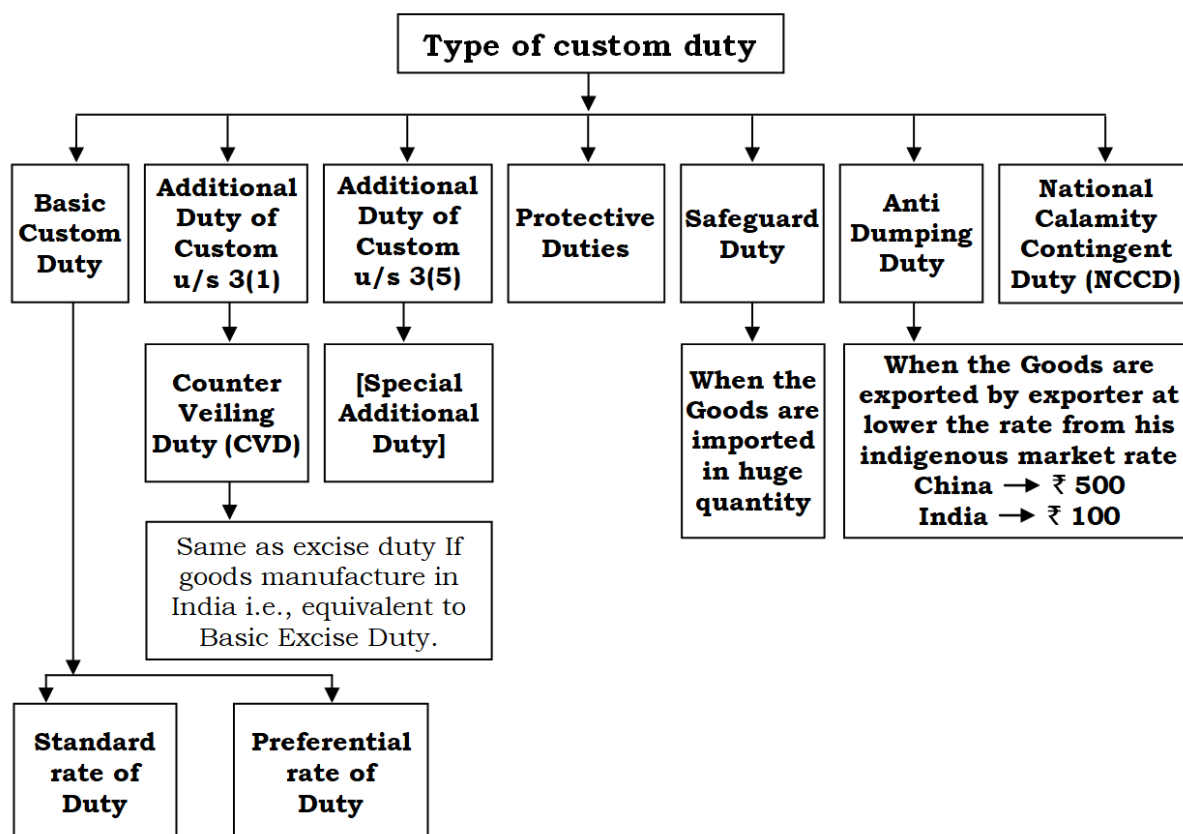 Type of custom duty
Basic
Custom
Duty
Additional
Duty of
Custom
u/s 3(1)
Additional
Duty of
Custom
u/s 3(5)
Protective
Duties
Safeguard
Duty
Anti
Dumping
Duty
National
Calamity
Contingent
Duty (NCCD)
Counter
Veiling
Duty (CVD)
[Special
Additional
Duty]
When the
Goods are
imported
in huge
quantity
When the Goods are
exported by exporter at
lower the rate from his
indigenous market rate
China → ₹ 500
India → ₹ 100
Same as excise duty If
goods manufacture in
India i.e., equivalent to
Basic Excise Duty.
Standard
rate of
Duty
Preferential
rate of
Duty